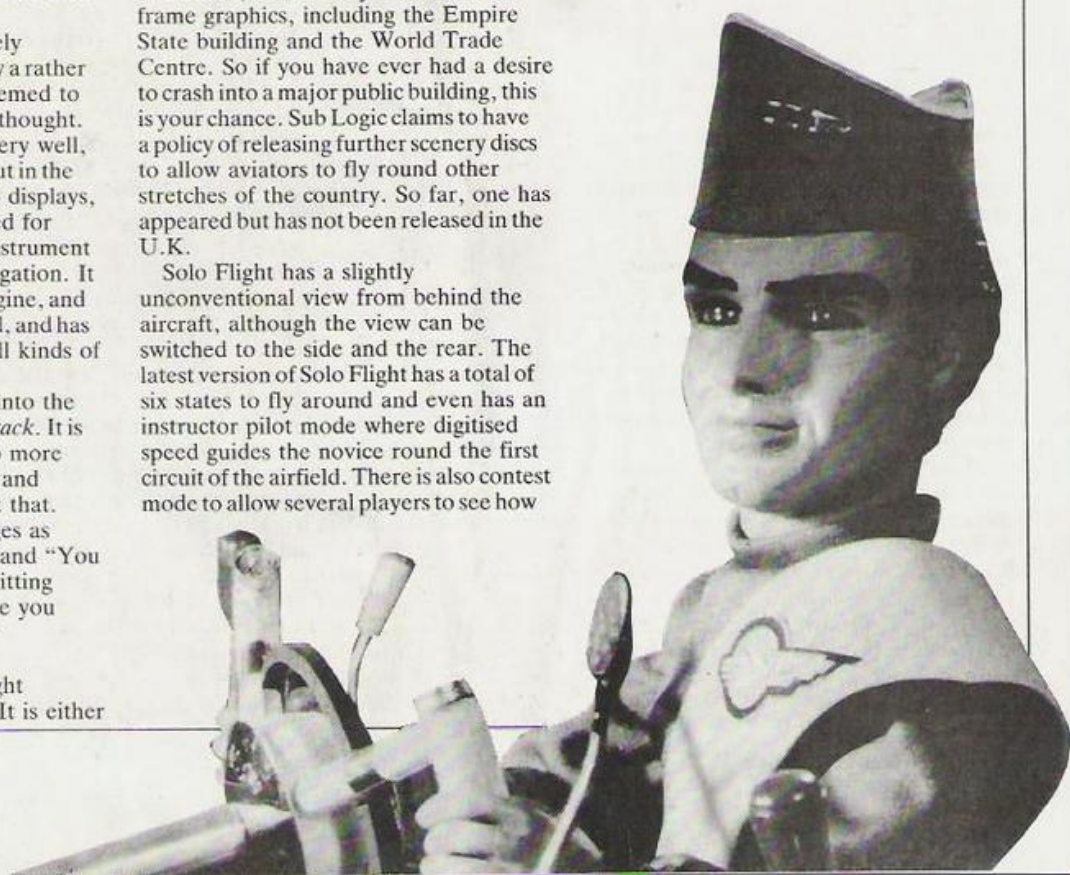 ely
a rather
emed to
thought.
ery well,
ut in the
displays,
ed for
strument
gation. It
gine, and
l, and has
ll kinds of
nto the
ack. It is
more
and
that.
es as
and “You
itting
e you
ght
It is either
frame graphics, including the Empire
State building and the World Trade
Centre. So if you have ever had a desire
to crash into a major public building, this
is your chance. Sub Logic claims to have
a policy of releasing further scenery discs
to allow aviators to fly round other
stretches of the country. So far, one has
appeared but has not been released in the
U.K.
Solo Flight has a slightly
unconventional view from behind the
aircraft, although the view can be
switched to the side and the rear. The
latest version of Solo Flight has a total of
six states to fly around and even has an
instructor pilot mode where digitised
speed guides the novice round the first
circuit of the airfield. There is also contest
mode to allow several players to see how